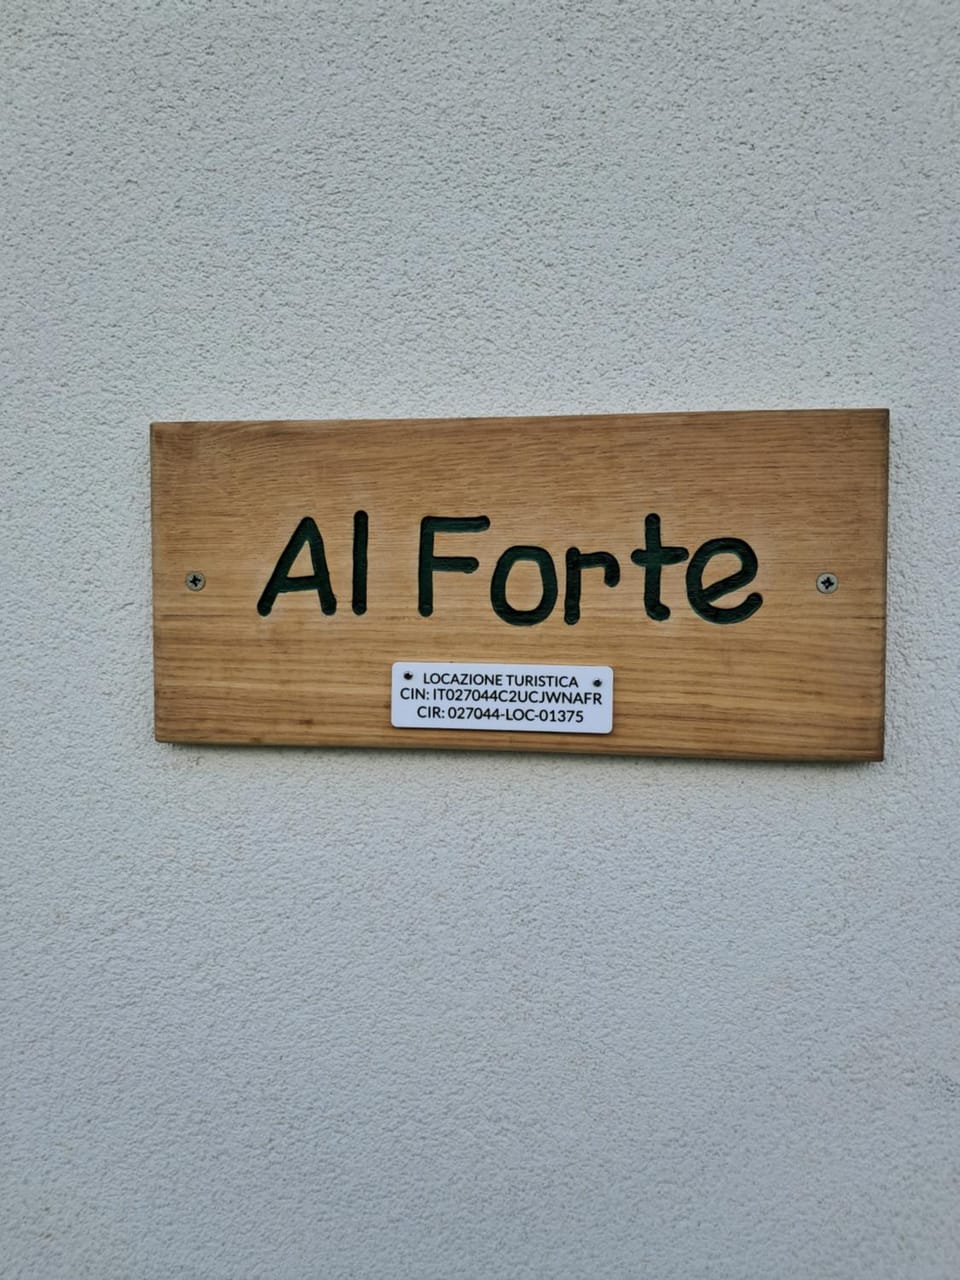 Al Forte
LOCAZIONE TURISTICA
CIN: IT027044C2UCJWNAFR
CIR: 027044-LOC-01375